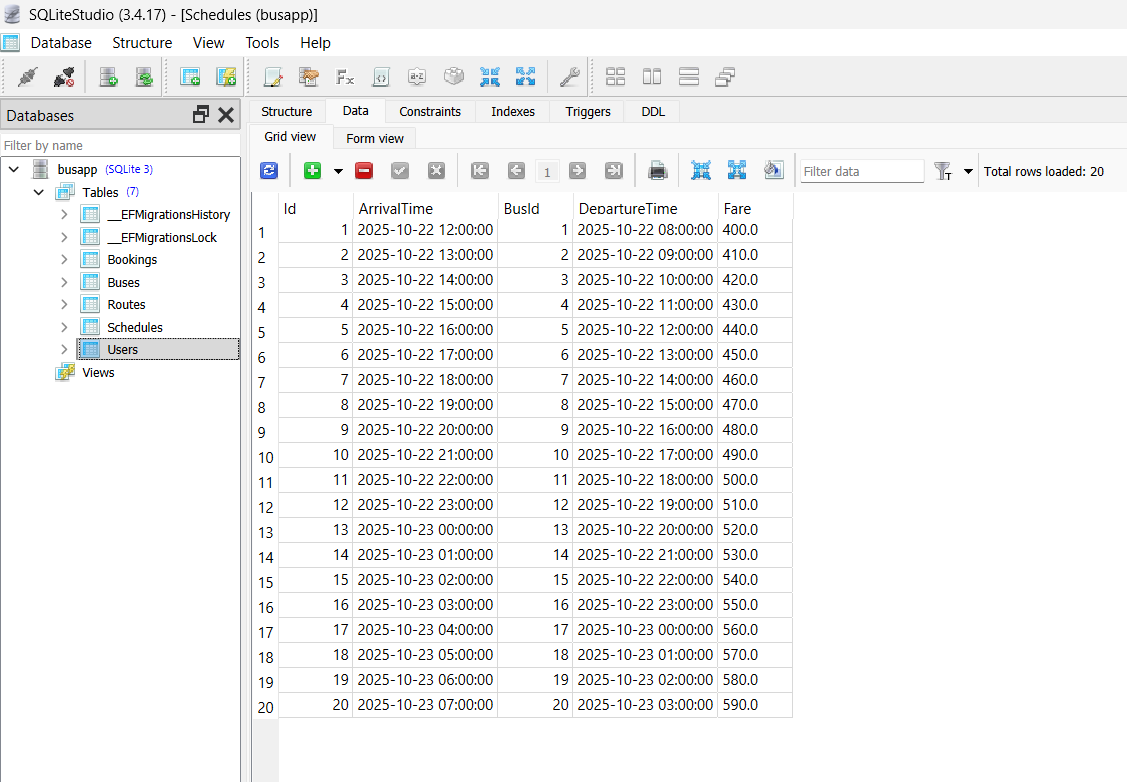 SQLiteStudio (3.4.17) - [Schedules (busapp)]
Database Structure View Tools Help
Databases
Filter by name
busapp (SQLite 3)
Tables (7)
__EFMigrationsHistory
__EFMigrationsLock
Bookings
Buses
Routes
Schedules
Users
Views
Structure Data Constraints Indexes Triggers DDL
Grid view Form view
1 Filter data Total rows loaded: 20
Id ArrivalTime BusId DepartureTime Fare
1 1 2025-10-22 12:00:00 1 2025-10-22 08:00:00 400.0
2 2 2025-10-22 13:00:00 2 2025-10-22 09:00:00 410.0
3 3 2025-10-22 14:00:00 3 2025-10-22 10:00:00 420.0
4 4 2025-10-22 15:00:00 4 2025-10-22 11:00:00 430.0
5 5 2025-10-22 16:00:00 5 2025-10-22 12:00:00 440.0
6 6 2025-10-22 17:00:00 6 2025-10-22 13:00:00 450.0
7 7 2025-10-22 18:00:00 7 2025-10-22 14:00:00 460.0
8 8 2025-10-22 19:00:00 8 2025-10-22 15:00:00 470.0
9 9 2025-10-22 20:00:00 9 2025-10-22 16:00:00 480.0
10 10 2025-10-22 21:00:00 10 2025-10-22 17:00:00 490.0
11 11 2025-10-22 22:00:00 11 2025-10-22 18:00:00 500.0
12 12 2025-10-22 23:00:00 12 2025-10-22 19:00:00 510.0
13 13 2025-10-23 00:00:00 13 2025-10-22 20:00:00 520.0
14 14 2025-10-23 01:00:00 14 2025-10-22 21:00:00 530.0
15 15 2025-10-23 02:00:00 15 2025-10-22 22:00:00 540.0
16 16 2025-10-23 03:00:00 16 2025-10-22 23:00:00 550.0
17 17 2025-10-23 04:00:00 17 2025-10-23 00:00:00 560.0
18 18 2025-10-23 05:00:00 18 2025-10-23 01:00:00 570.0
19 19 2025-10-23 06:00:00 19 2025-10-23 02:00:00 580.0
20 20 2025-10-23 07:00:00 20 2025-10-23 03:00:00 590.0